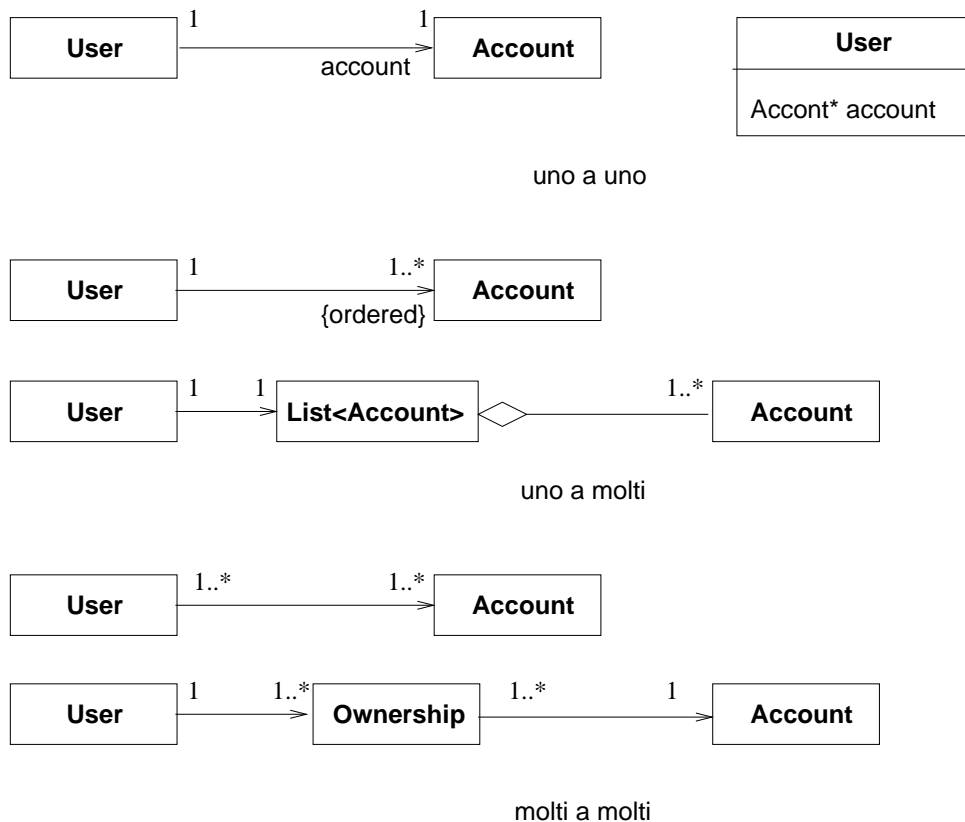 1 1 User
User Account
account
Accont* account
uno a uno
1 1..*
User Account
{ordered}
1 1 1..*
User List<Account> Account
uno a molti
1..* 1..*
User Account
1 1..* 1..* 1
User Ownership Account
molti a molti